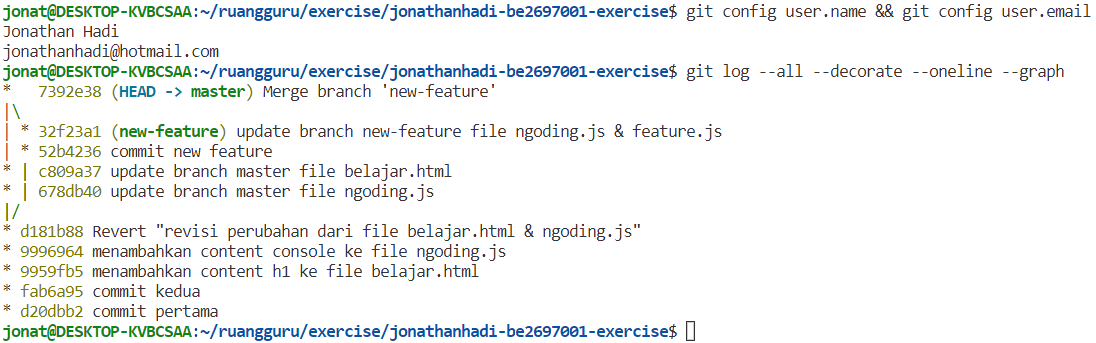 jonat@DESKTOP-KVBCSAA:~/ruangguru/exercise/jonathanhadi-be2697001-exercise$ git config user.name && git config user.email
Jonathan Hadi
jonathanhadi@hotmail.com
jonat@DESKTOP-KVBCSAA:~/ruangguru/exercise/jonathanhadi-be2697001-exercise$ git log --all --decorate --oneline --graph
*   7392e38 (HEAD -> master) Merge branch 'new-feature'
|\
| * 32f23a1 (new-feature) update branch new-feature file ngoding.js & feature.js
| * 52b4236 commit new feature
* | c809a37 update branch master file belajar.html
* | 678db40 update branch master file ngoding.js
|/
* d181b88 Revert "revisi perubahan dari file belajar.html & ngoding.js"
* 9996964 menambahkan content console ke file ngoding.js
* 9959fb5 menambahkan content h1 ke file belajar.html
* fab6a95 commit kedua
* d20dbb2 commit pertama
jonat@DESKTOP-KVBCSAA:~/ruangguru/exercise/jonathanhadi-be2697001-exercise$